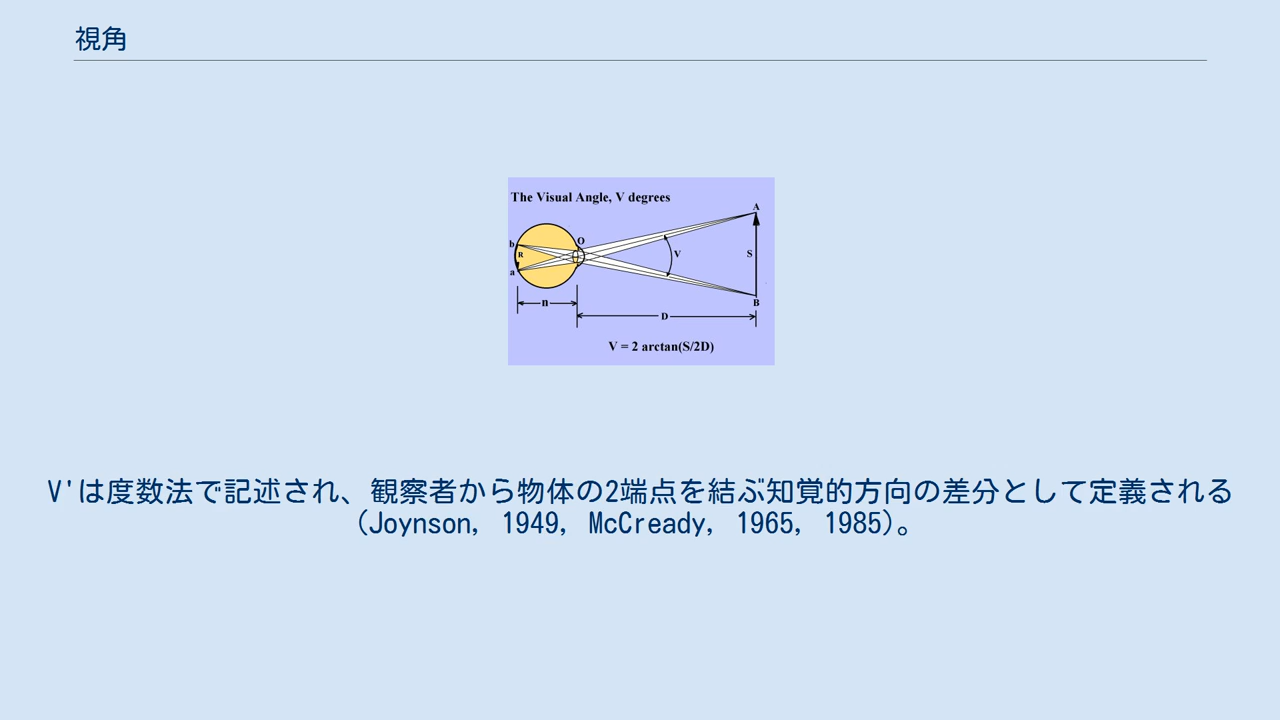 視角
The Visual Angle, V degrees
A
O
b
R
V
S
a
B
n
D
V = 2 arctan(S/2D)
V'は度数法で記述され、観察者から物体の2端点を結ぶ知覚的方向の差分として定義される
(Joynson, 1949, McCready, 1965, 1985)。